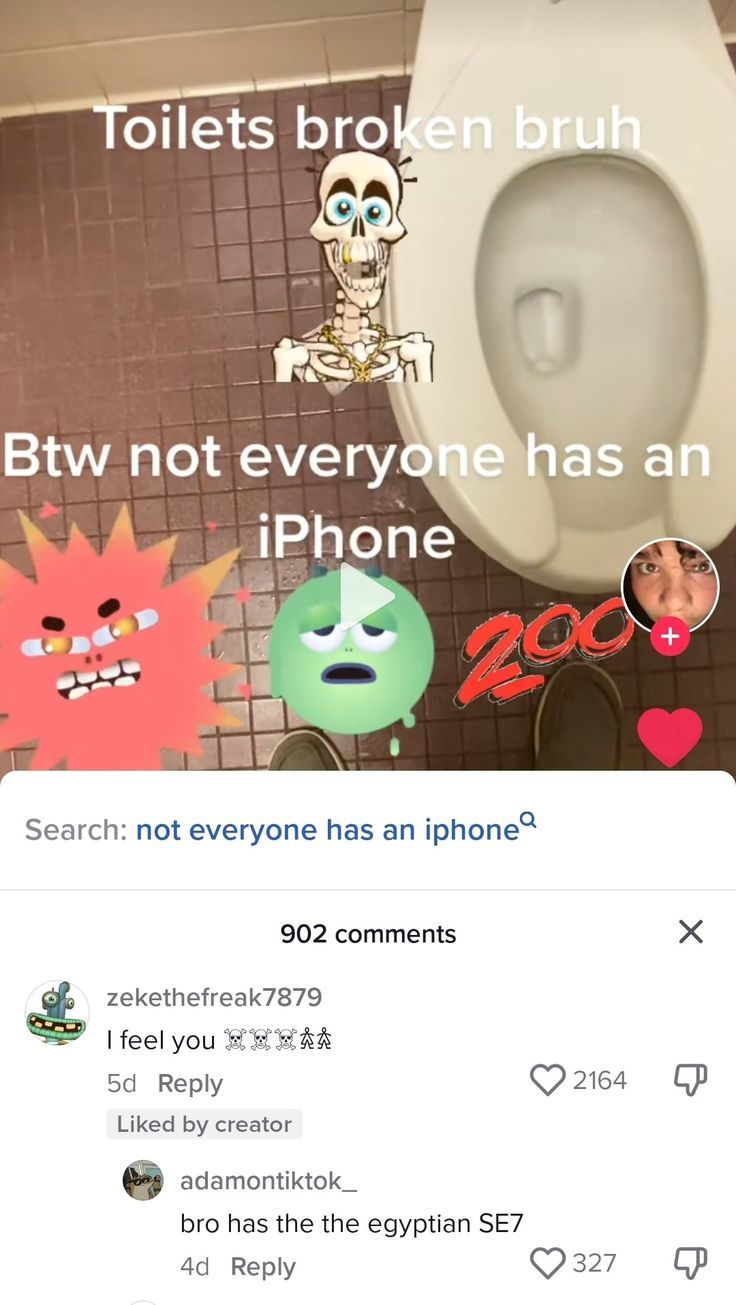 Toilets broken bruh
Btw not everyone has an
iPhone
200
Search: not everyone has an iphone
902 comments
zekethefreak7879
I feel you ☠☠☠🚶🚶
5d Reply
2164
Liked by creator
adamontiktok_
bro has the the egyptian SE7
4d Reply
327